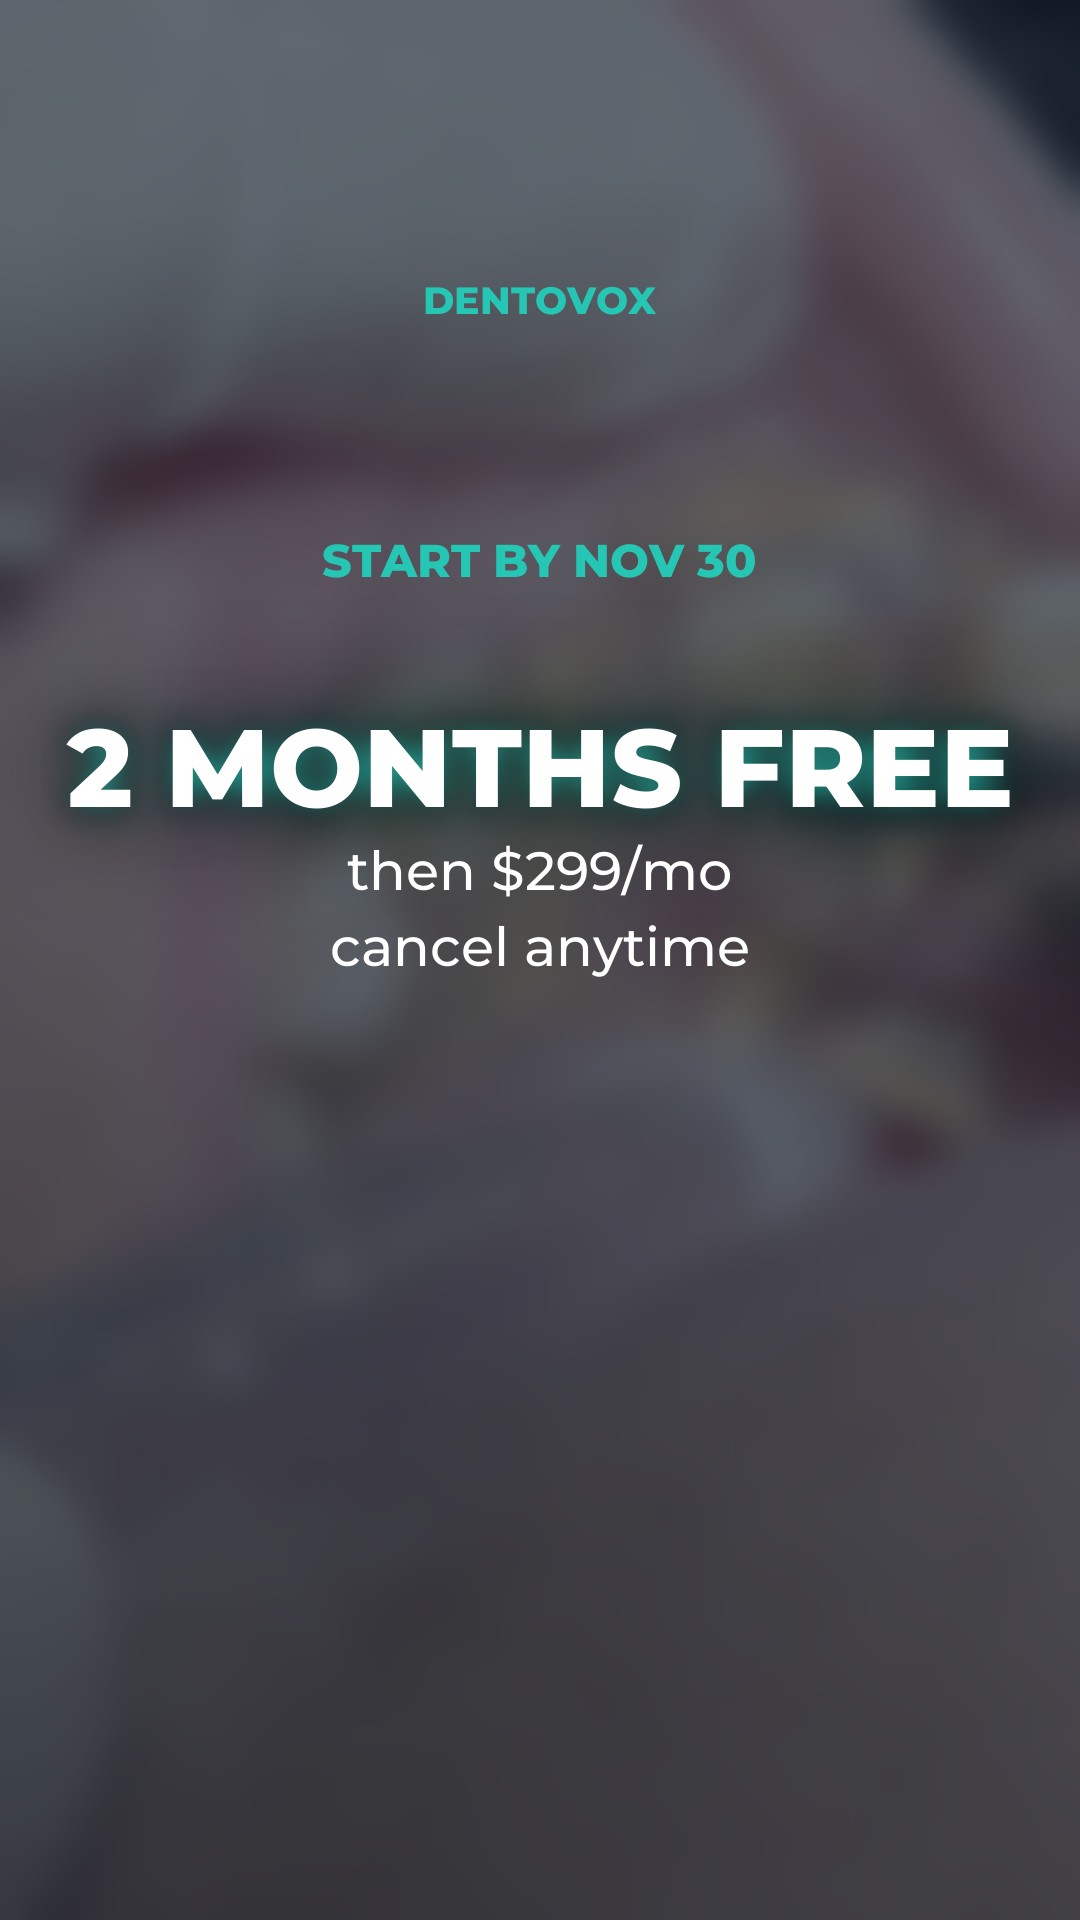 DENTOVOX
START BY NOV 30
2 MONTHS FREE
then $299/mo
cancel anytime